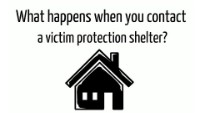 What happens when you contact
a victim protection shelter?